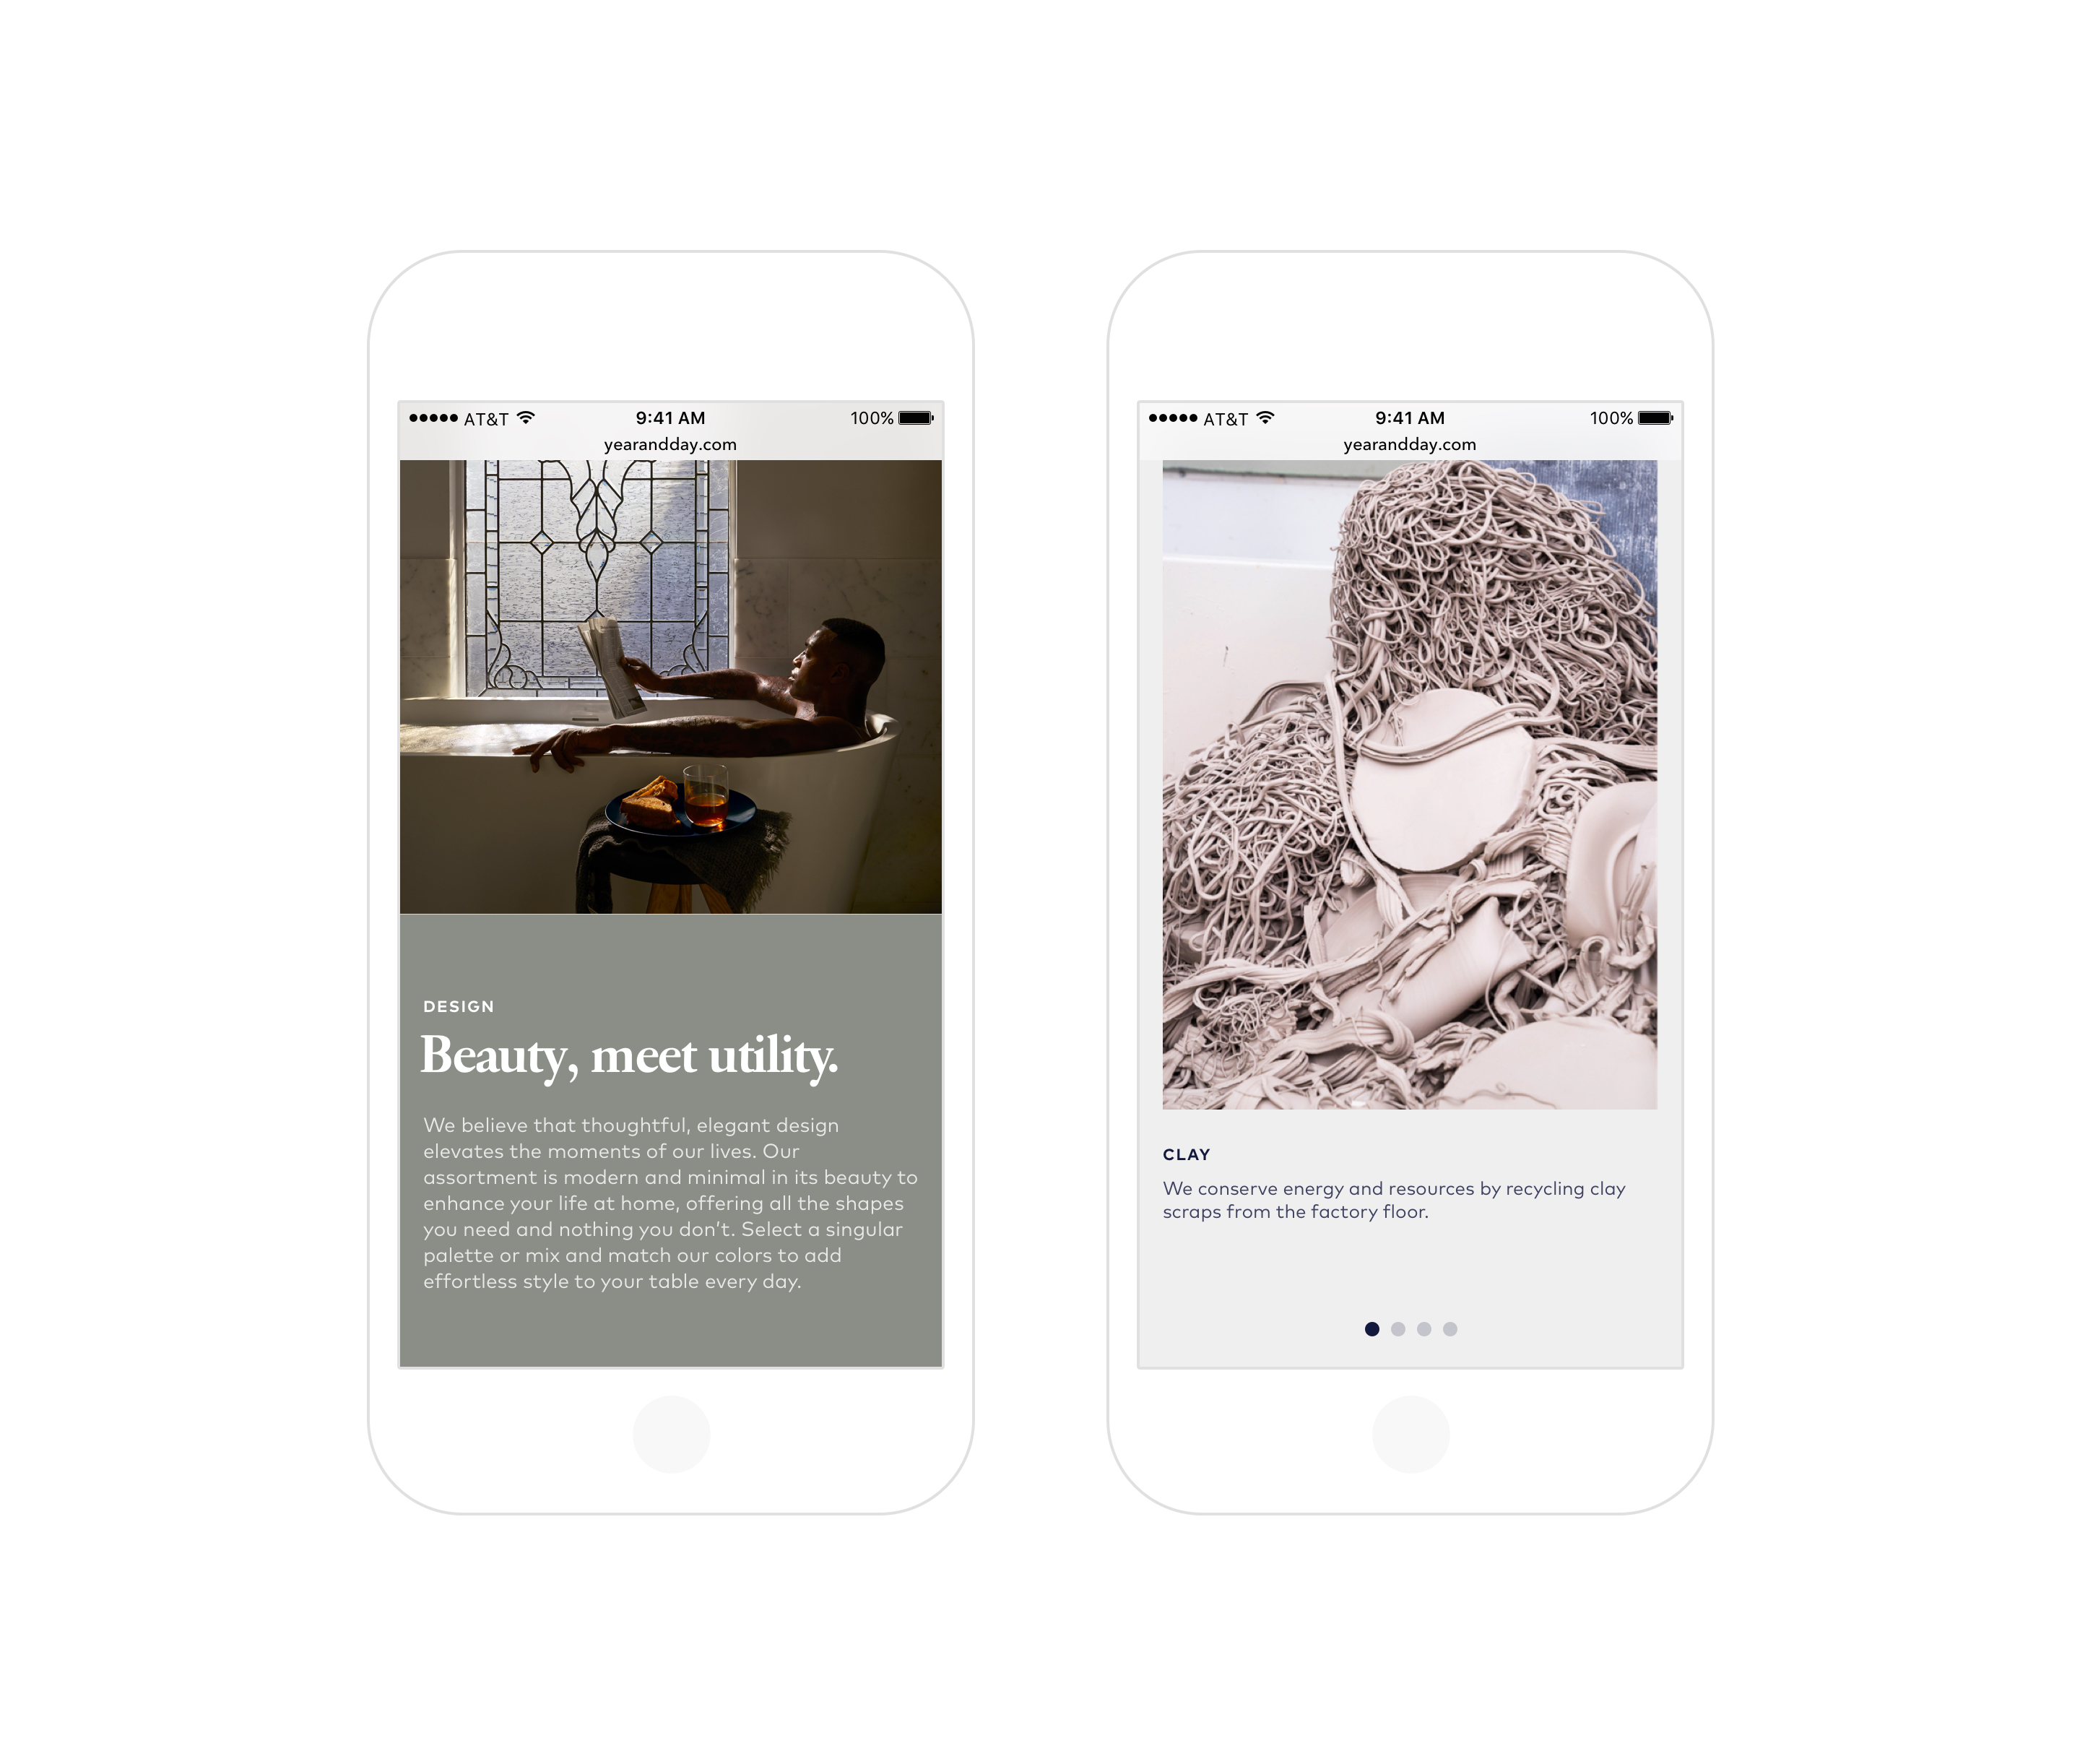 AT&T 9:41 AM 100%
yearandday.com
DESIGN
Beauty, meet utility.
We believe that thoughtful, elegant design
elevates the moments of our lives. Our
assortment is modern and minimal in its beauty to
enhance your life at home, offering all the shapes
you need and nothing you don’t. Select a singular
palette or mix and match our colors to add
effortless style to your table every day.
AT&T 9:41 AM 100%
yearandday.com
CLAY
We conserve energy and resources by recycling clay
scraps from the factory floor.